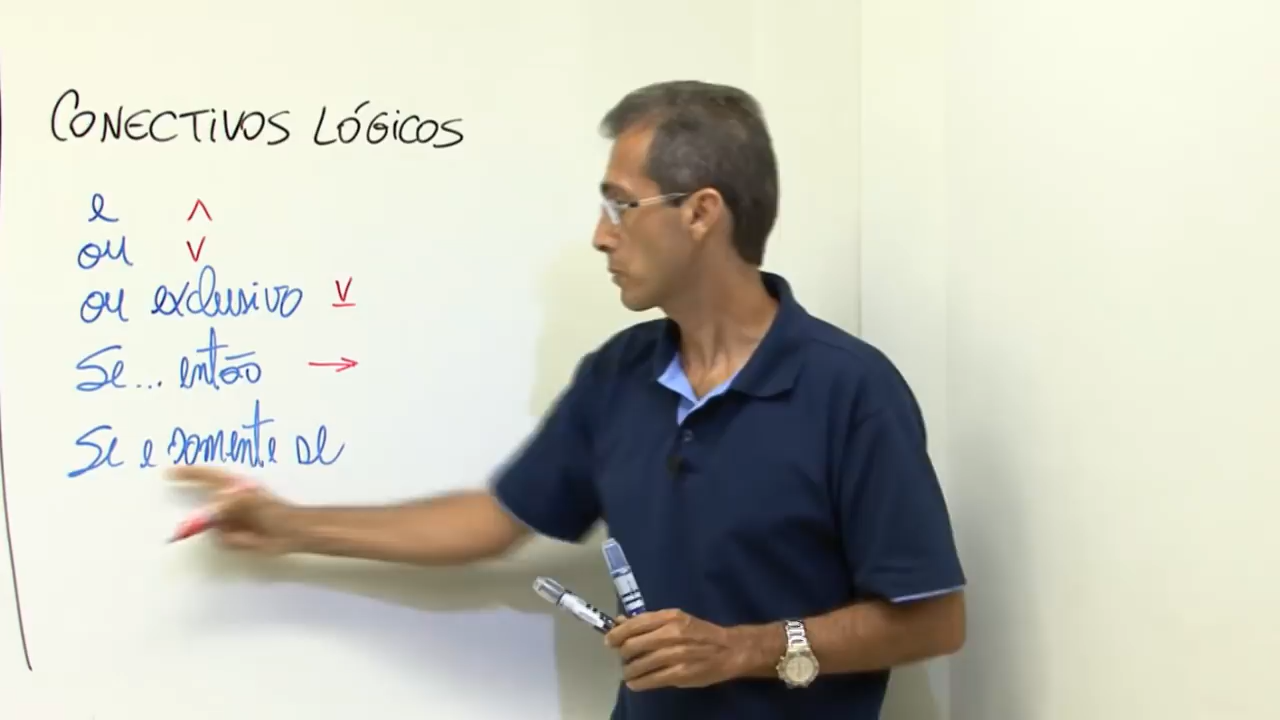 CONECTIVOS LÓGICOS
e ∧
ou ∨
ou exclusivo ⊻
Se... então →
Se e somente se